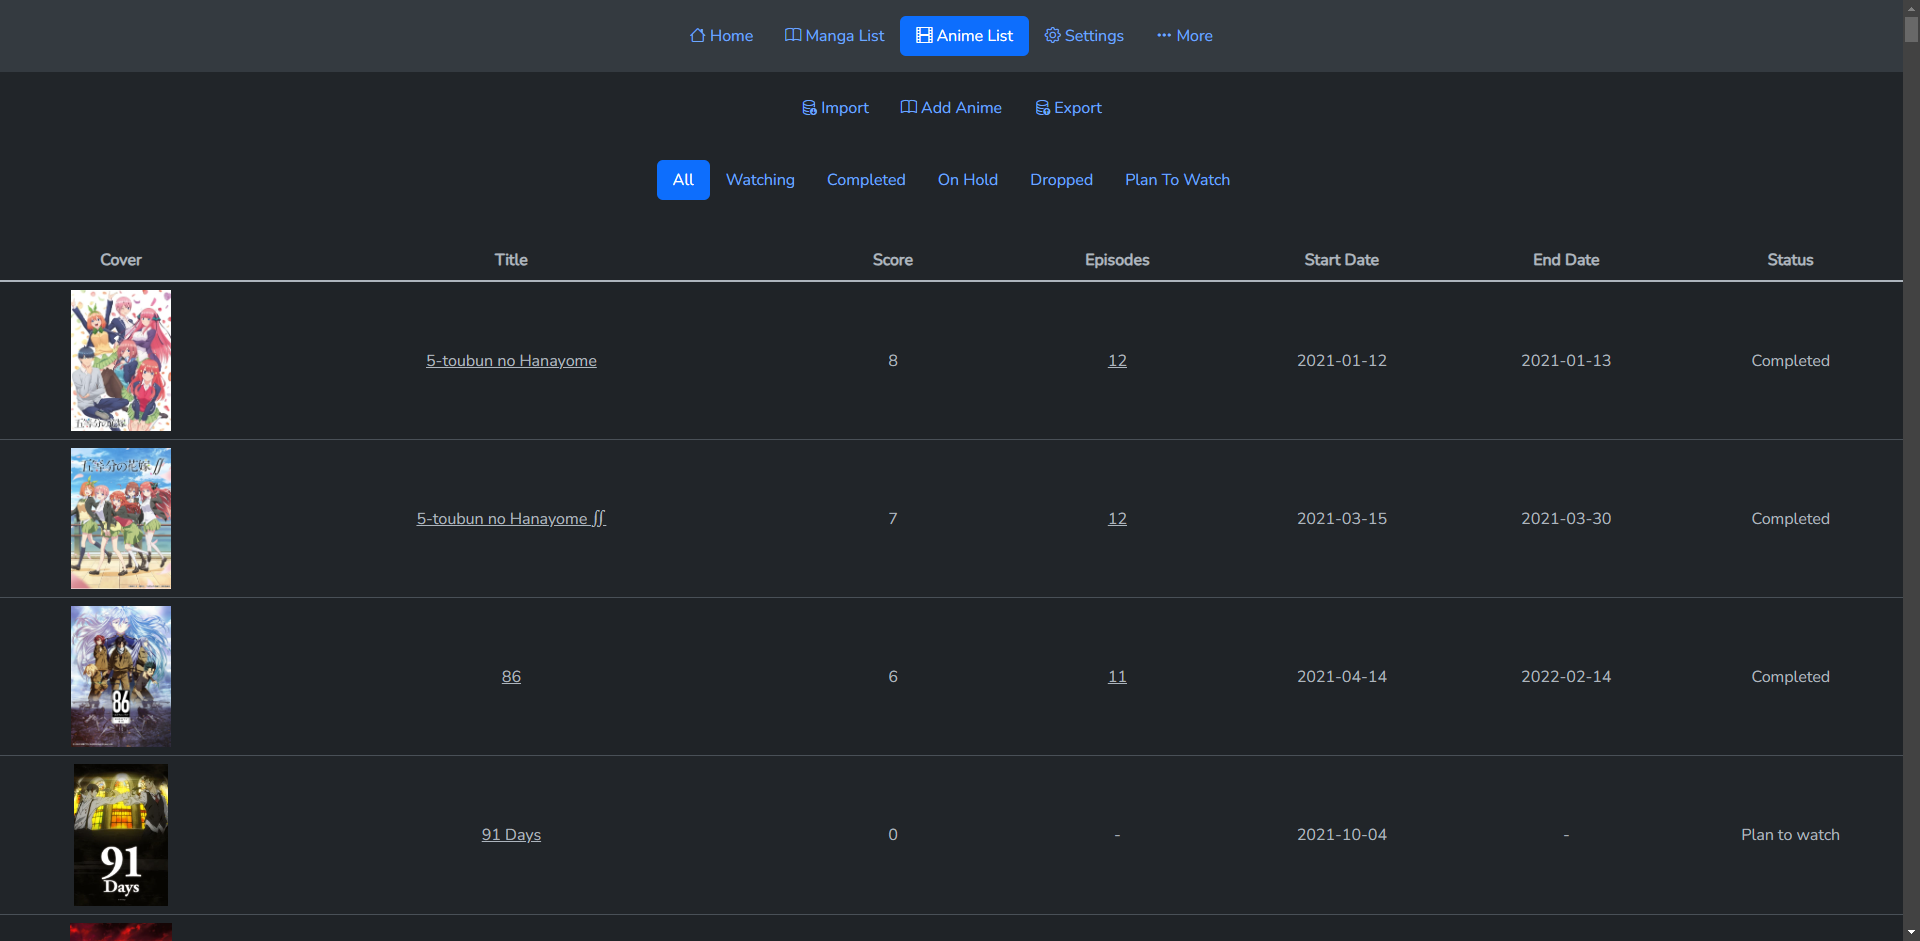 Home Manga List Anime List Settings More
Import Add Anime Export
All Watching Completed On Hold Dropped Plan To Watch
Cover Title Score Episodes Start Date End Date Status
5-toubun no Hanayome 8 12 2021-01-12 2021-01-13 Completed
五等分の花嫁
五等分の花嫁∬
5-toubun no Hanayome ∬ 7 12 2021-03-15 2021-03-30 Completed
86 6 11 2021-04-14 2022-02-14 Completed
86
91 Days 0 - 2021-10-04 - Plan to watch
91
Days